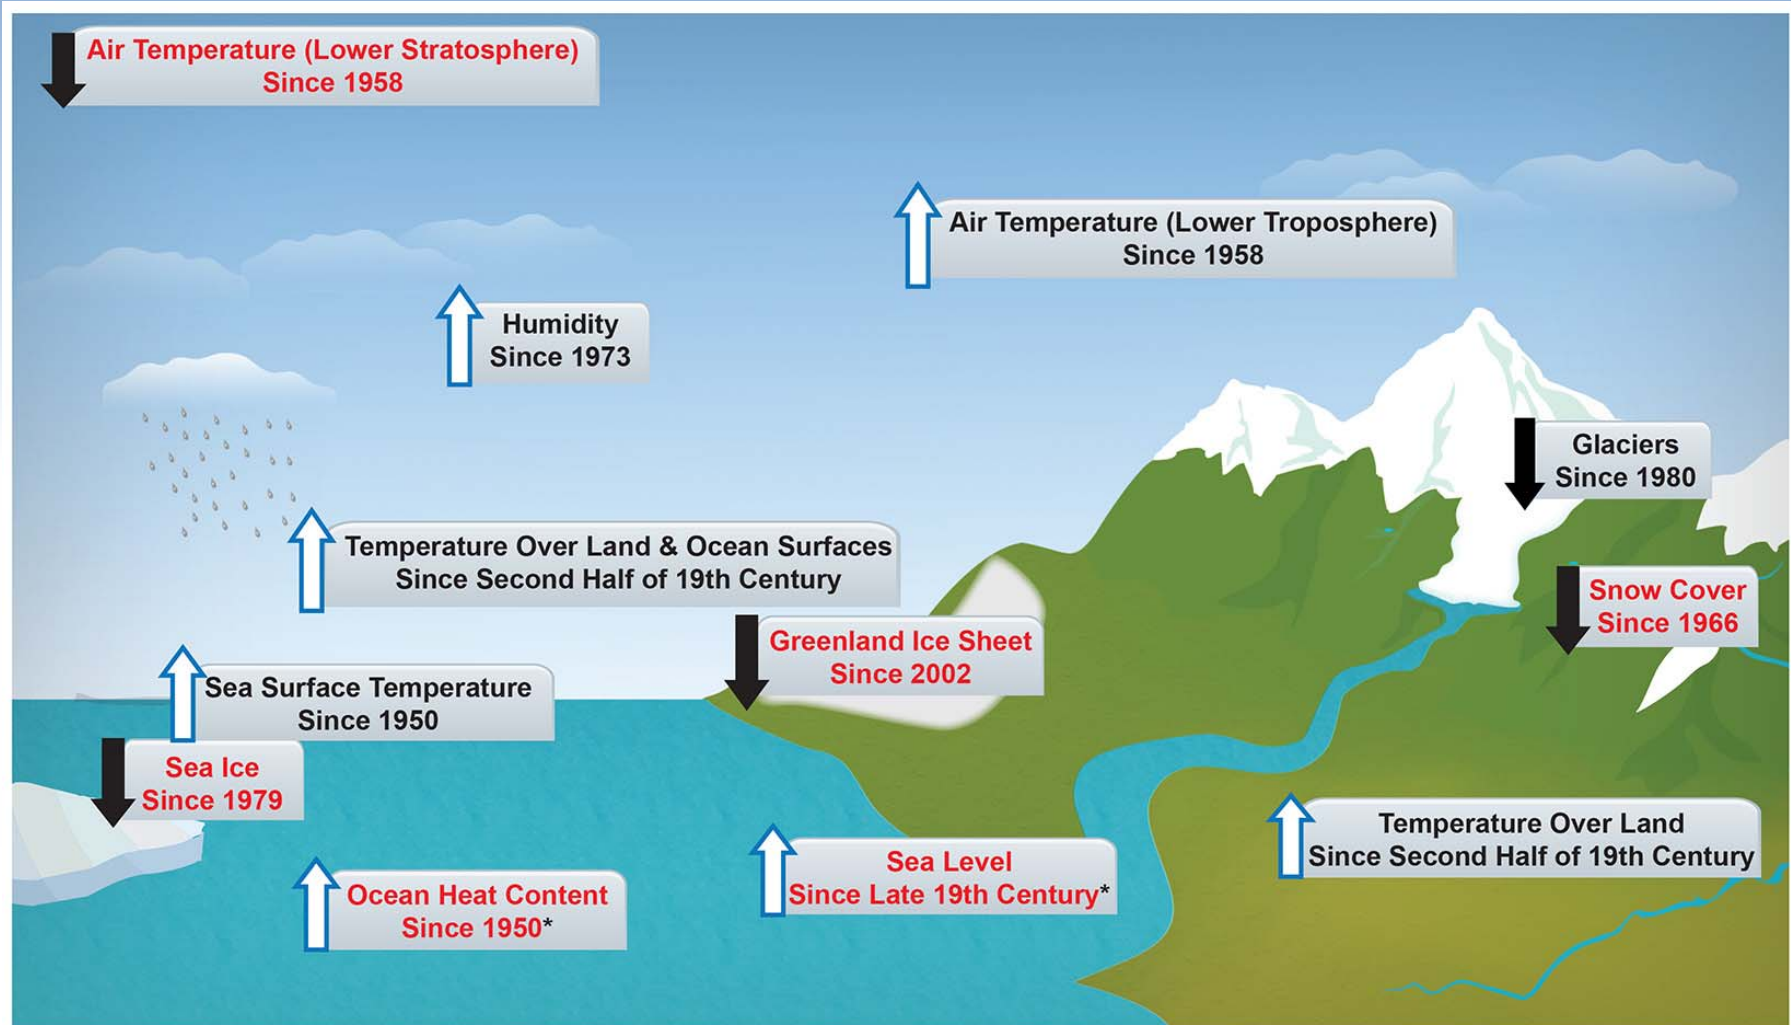 Air Temperature (Lower Stratosphere)
Since 1958
Air Temperature (Lower Troposphere)
Since 1958
Humidity
Since 1973
Glaciers
Since 1980
Temperature Over Land & Ocean Surfaces
Since Second Half of 19th Century
Snow Cover
Since 1966
Greenland Ice Sheet
Since 2002
Sea Surface Temperature
Since 1950
Sea Ice
Since 1979
Temperature Over Land
Since Second Half of 19th Century
Sea Level
Since Late 19th Century*
Ocean Heat Content
Since 1950*